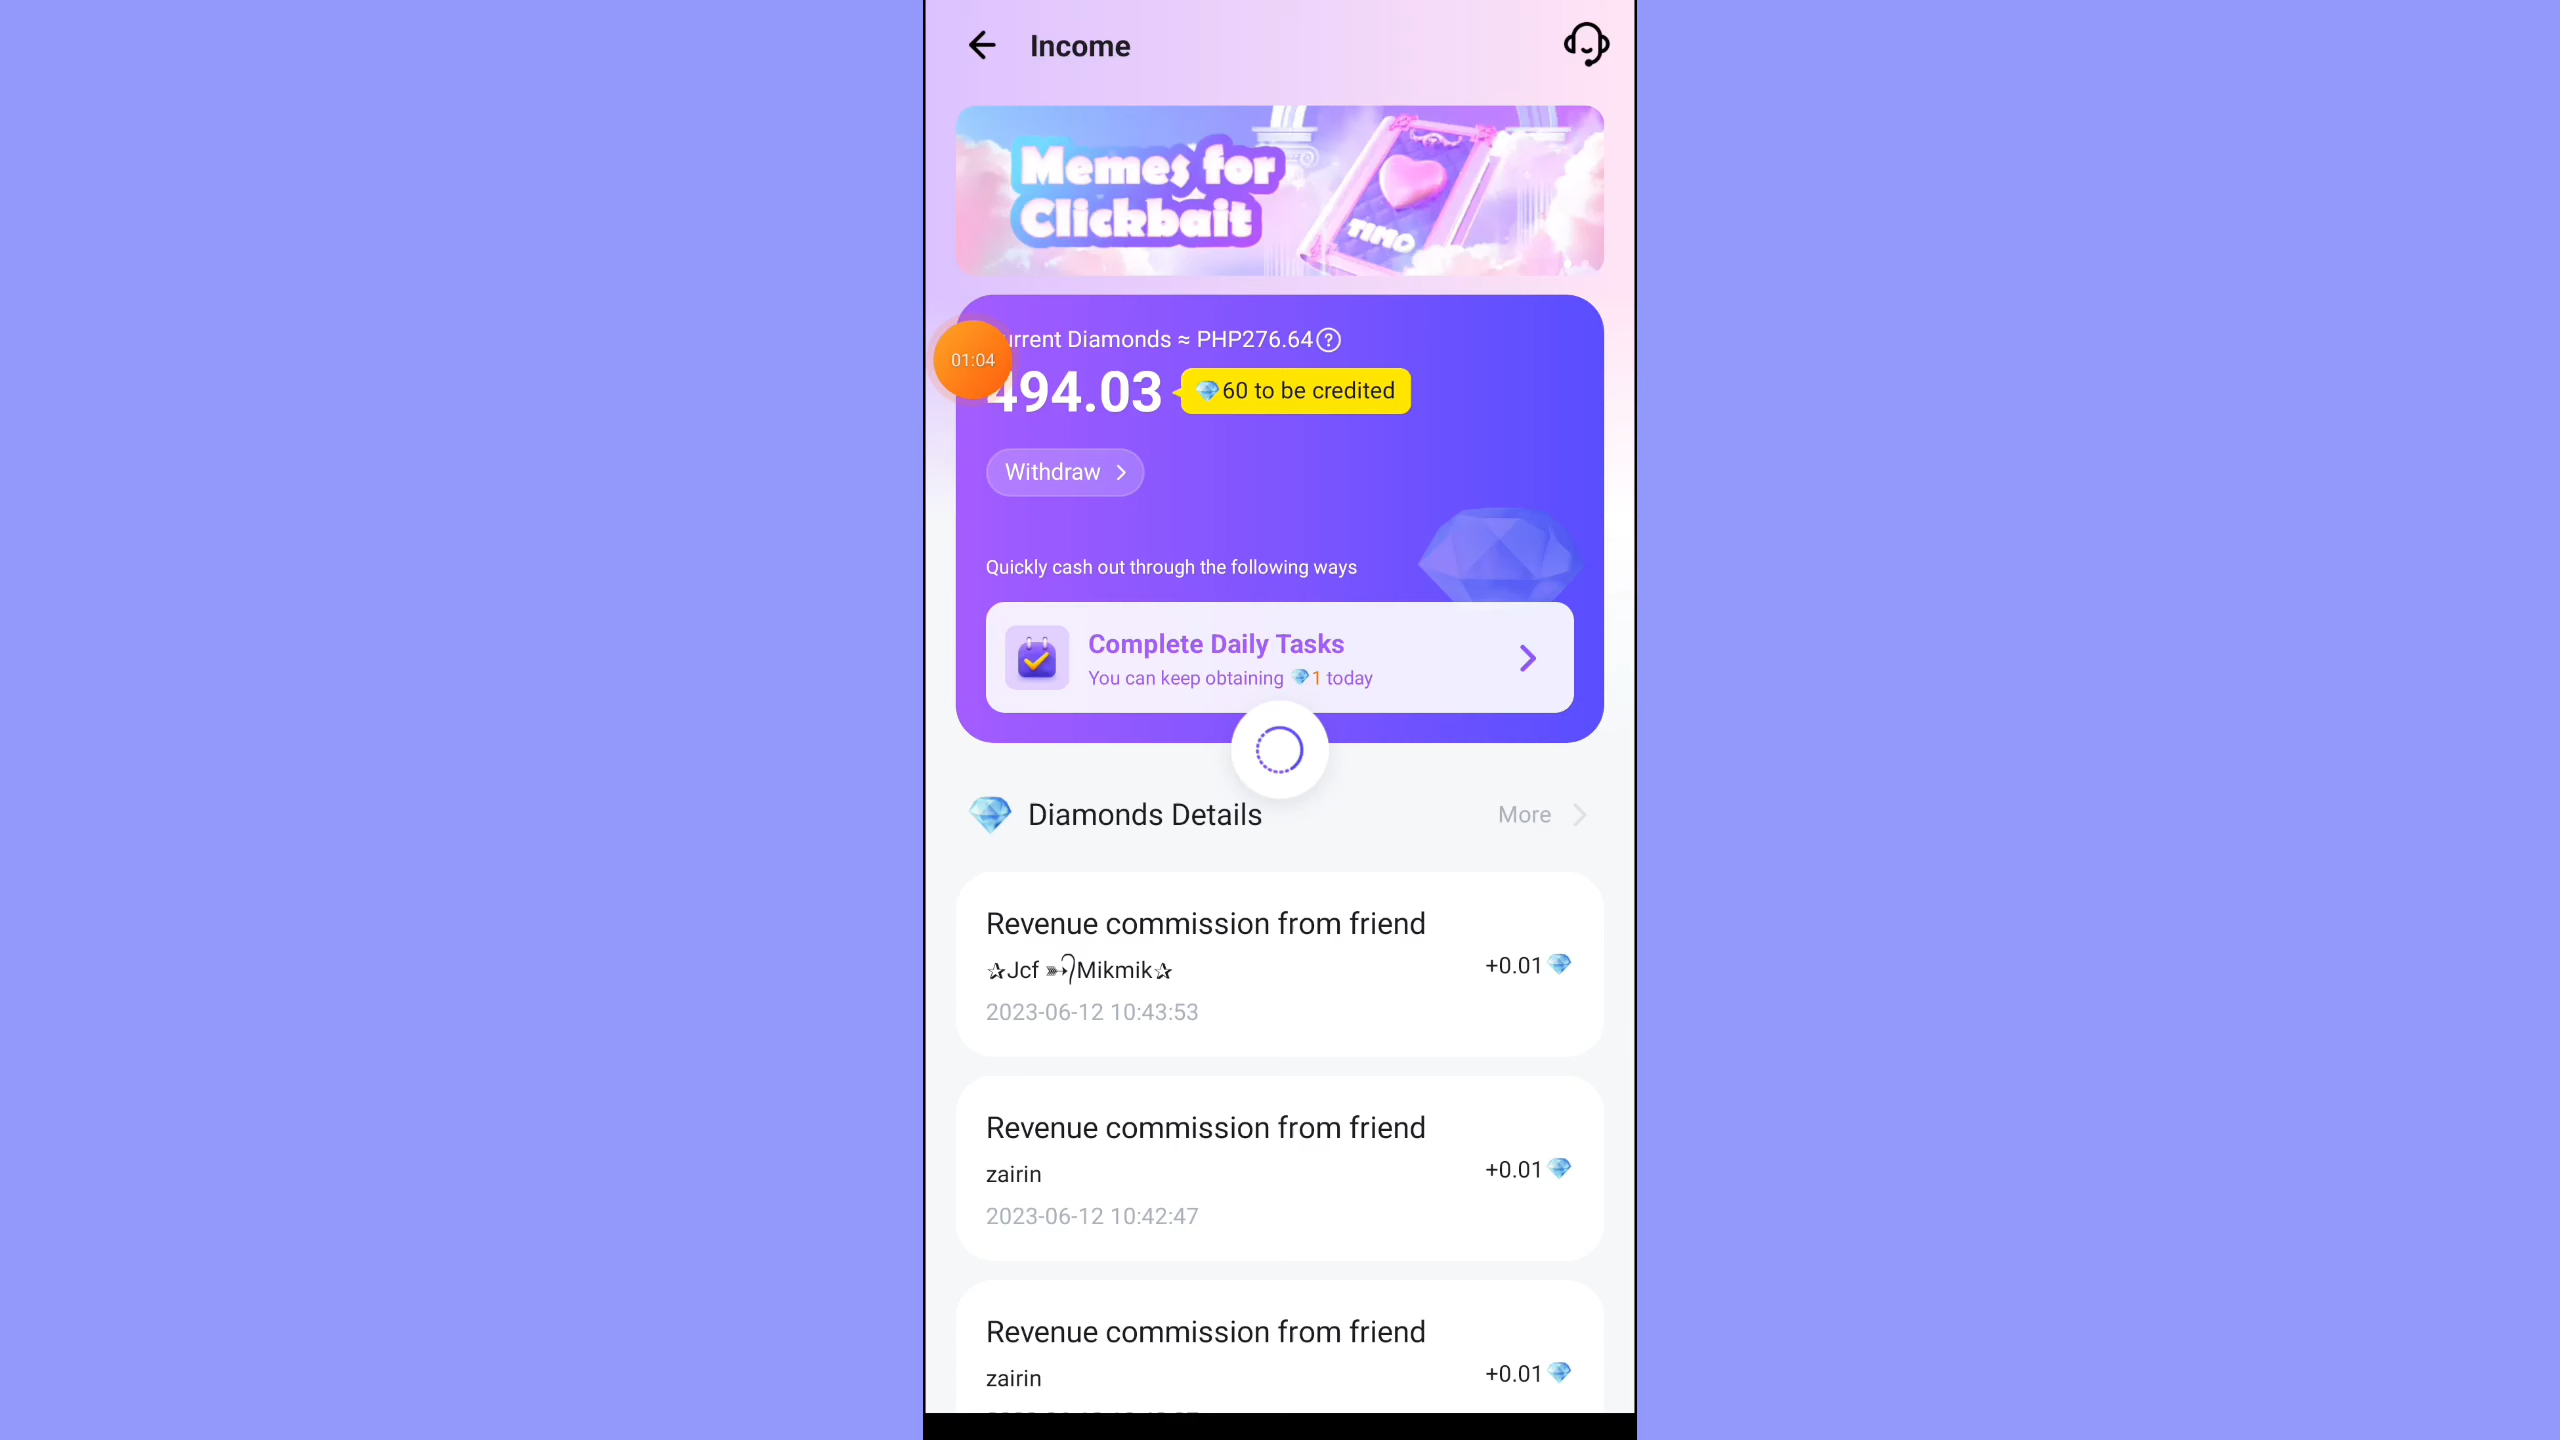 Income
Memes for
Clickbait
TIMO
urrent Diamonds ≈ PHP276.64
01:04
494.03
60 to be credited
Withdraw
Quickly cash out through the following ways
Complete Daily Tasks
You can keep obtaining 💎1 today
Diamonds Details
More
Revenue commission from friend
✰Jcf ➵᭄Mikmik✰
+0.01
2023-06-12 10:43:53
Revenue commission from friend
zairin
+0.01
2023-06-12 10:42:47
Revenue commission from friend
zairin
+0.01